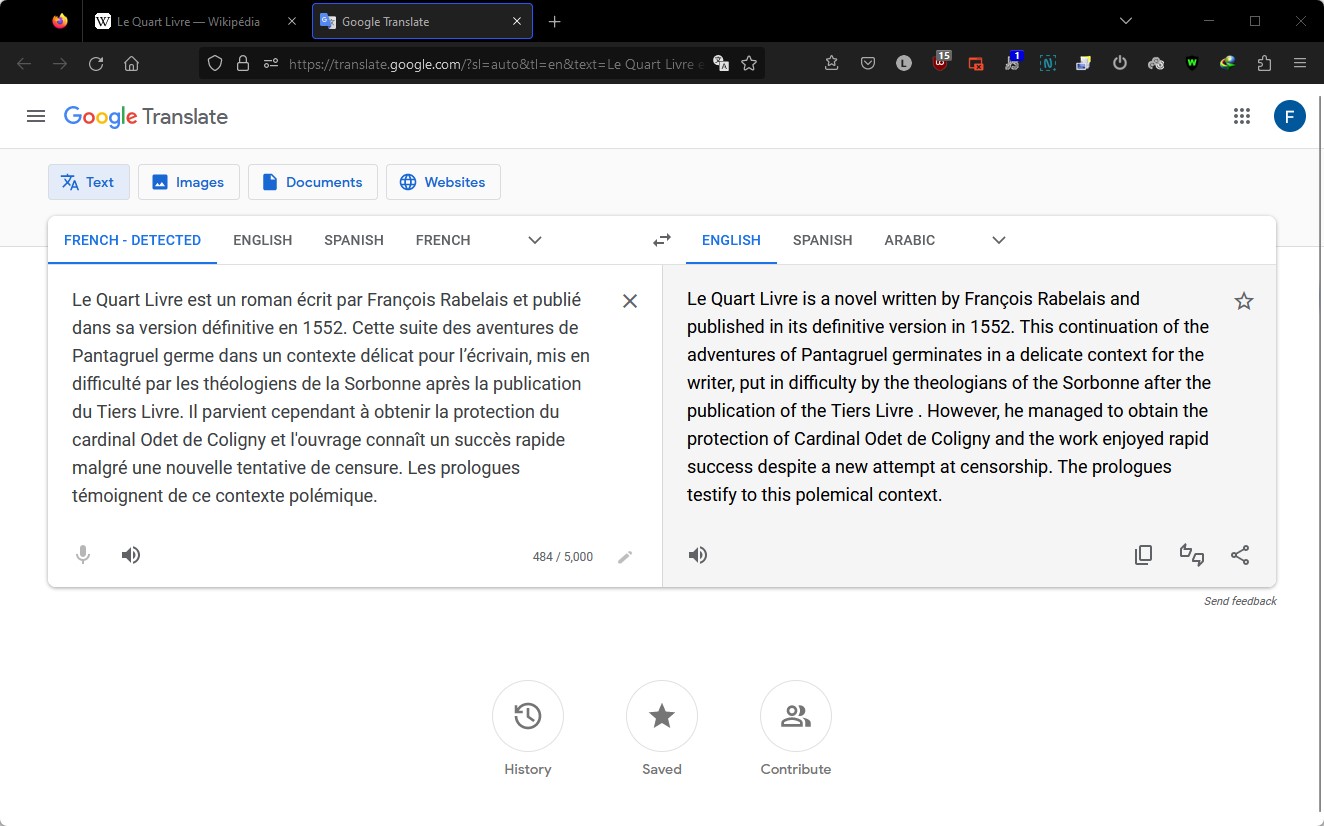 Le Quart Livre — Wikipédia
Google Translate
https://translate.google.com/?sl=auto&tl=en&text=Le Quart Livre e
15
1
Google Translate
F
Text
Images
Documents
Websites
FRENCH - DETECTED
ENGLISH
SPANISH
FRENCH
ENGLISH
SPANISH
ARABIC
Le Quart Livre est un roman écrit par François Rabelais et publié
dans sa version définitive en 1552. Cette suite des aventures de
Pantagruel germe dans un contexte délicat pour l’écrivain, mis en
difficulté par les théologiens de la Sorbonne après la publication
du Tiers Livre. Il parvient cependant à obtenir la protection du
cardinal Odet de Coligny et l'ouvrage connaît un succès rapide
malgré une nouvelle tentative de censure. Les prologues
témoignent de ce contexte polémique.
484 / 5,000
Le Quart Livre is a novel written by François Rabelais and
published in its definitive version in 1552. This continuation of the
adventures of Pantagruel germinates in a delicate context for the
writer, put in difficulty by the theologians of the Sorbonne after the
publication of the Tiers Livre . However, he managed to obtain the
protection of Cardinal Odet de Coligny and the work enjoyed rapid
success despite a new attempt at censorship. The prologues
testify to this polemical context.
Send feedback
History
Saved
Contribute